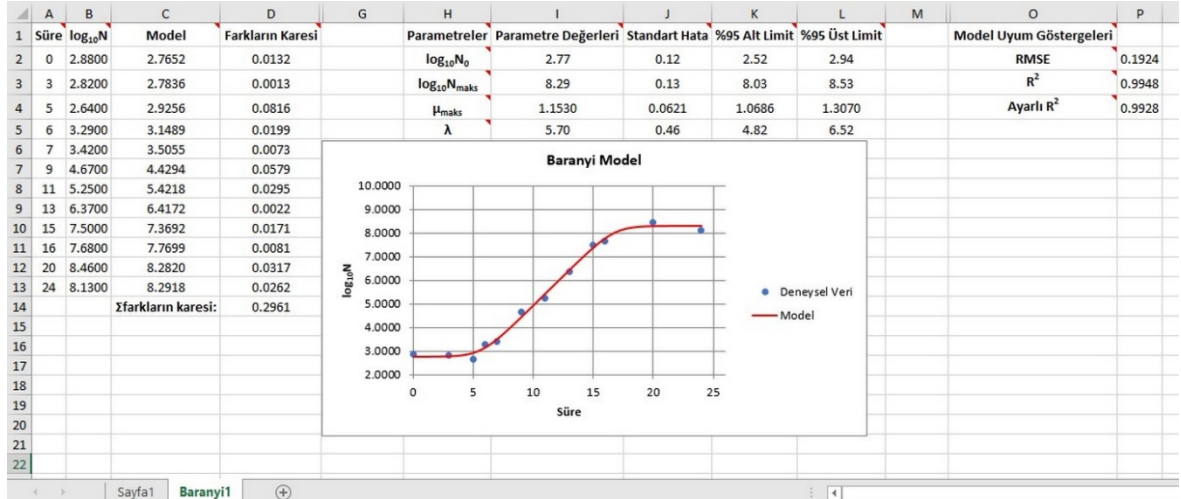 A B C D G H I J K L M O P
1 Süre log₁₀N Model Farkların Karesi Parametreler Parametre Değerleri Standart Hata %95 Alt Limit %95 Üst Limit Model Uyum Göstergeleri
2 0 2.8800 2.7652 0.0132 log₁₀N₀ 2.77 0.12 2.52 2.94 RMSE 0.1924
3 3 2.8200 2.7836 0.0013 log₁₀Nmaks 8.29 0.13 8.03 8.53 R² 0.9948
4 5 2.6400 2.9256 0.0816 μmaks 1.1530 0.0621 1.0686 1.3070 Ayarlı R² 0.9928
5 6 3.2900 3.1489 0.0199 λ 5.70 0.46 4.82 6.52
6 7 3.4200 3.5055 0.0073
7 9 4.6700 4.4294 0.0579
8 11 5.2500 5.4218 0.0295
9 13 6.3700 6.4172 0.0022
10 15 7.5000 7.3692 0.0171
11 16 7.6800 7.7699 0.0081
12 20 8.4600 8.2820 0.0317
13 24 8.1300 8.2918 0.0262
14 Σfarkların karesi: 0.2961
15
16
17
18
19
20
21
22
Baranyi Model
10.0000
9.0000
8.0000
7.0000
6.0000
5.0000
4.0000
3.0000
2.0000
log₁₀N
0 5 10 15 20 25
Süre
Deneysel Veri
Model
Sayfa1 Baranyi1